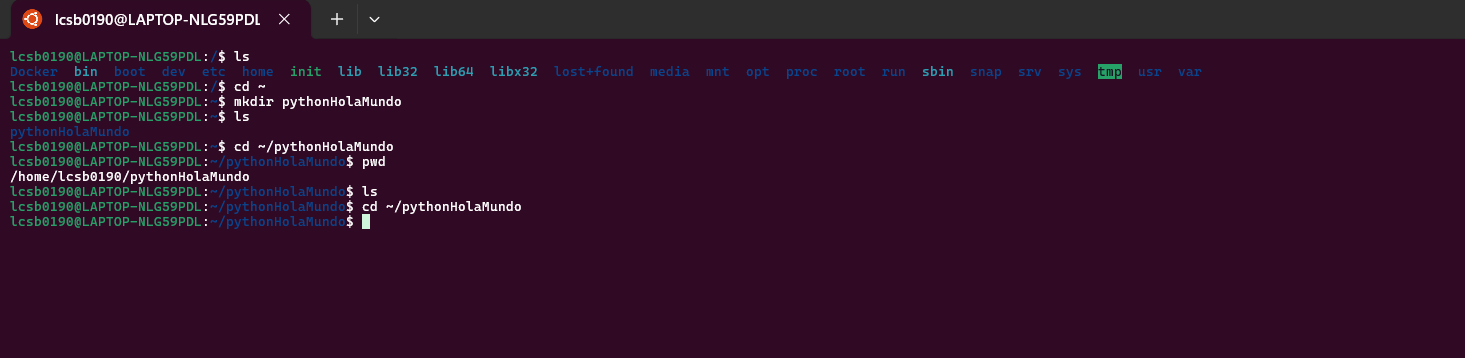 lcsb0190@LAPTOP-NLG59PDL
lcsb0190@LAPTOP-NLG59PDL:/$ ls
Docker bin boot dev etc home init lib lib32 lib64 libx32 lost+found media mnt opt proc root run sbin snap srv sys tmp usr var
lcsb0190@LAPTOP-NLG59PDL:/$ cd ~
lcsb0190@LAPTOP-NLG59PDL:~$ mkdir pythonHolaMundo
lcsb0190@LAPTOP-NLG59PDL:~$ ls
pythonHolaMundo
lcsb0190@LAPTOP-NLG59PDL:~$ cd ~/pythonHolaMundo
lcsb0190@LAPTOP-NLG59PDL:~/pythonHolaMundo$ pwd
/home/lcsb0190/pythonHolaMundo
lcsb0190@LAPTOP-NLG59PDL:~/pythonHolaMundo$ ls
lcsb0190@LAPTOP-NLG59PDL:~/pythonHolaMundo$ cd ~/pythonHolaMundo
lcsb0190@LAPTOP-NLG59PDL:~/pythonHolaMundo$